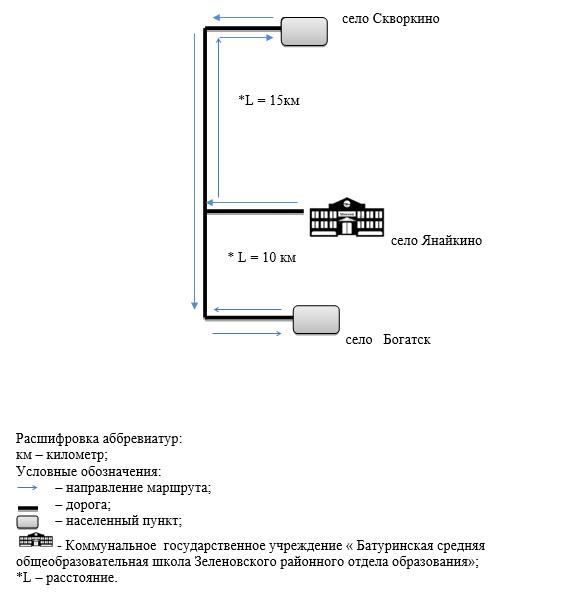 село Скворкино
*L = 15км
село Янайкино
* L = 10 км
село Богатск
Расшифровка аббревиатур:
км – километр;
Условные обозначения:
– направление маршрута;
– дорога;
– населенный пункт;
- Коммунальное государственное учреждение « Батуринская средняя
общеобразовательная школа Зеленовского районного отдела образования»;
*L – расстояние.